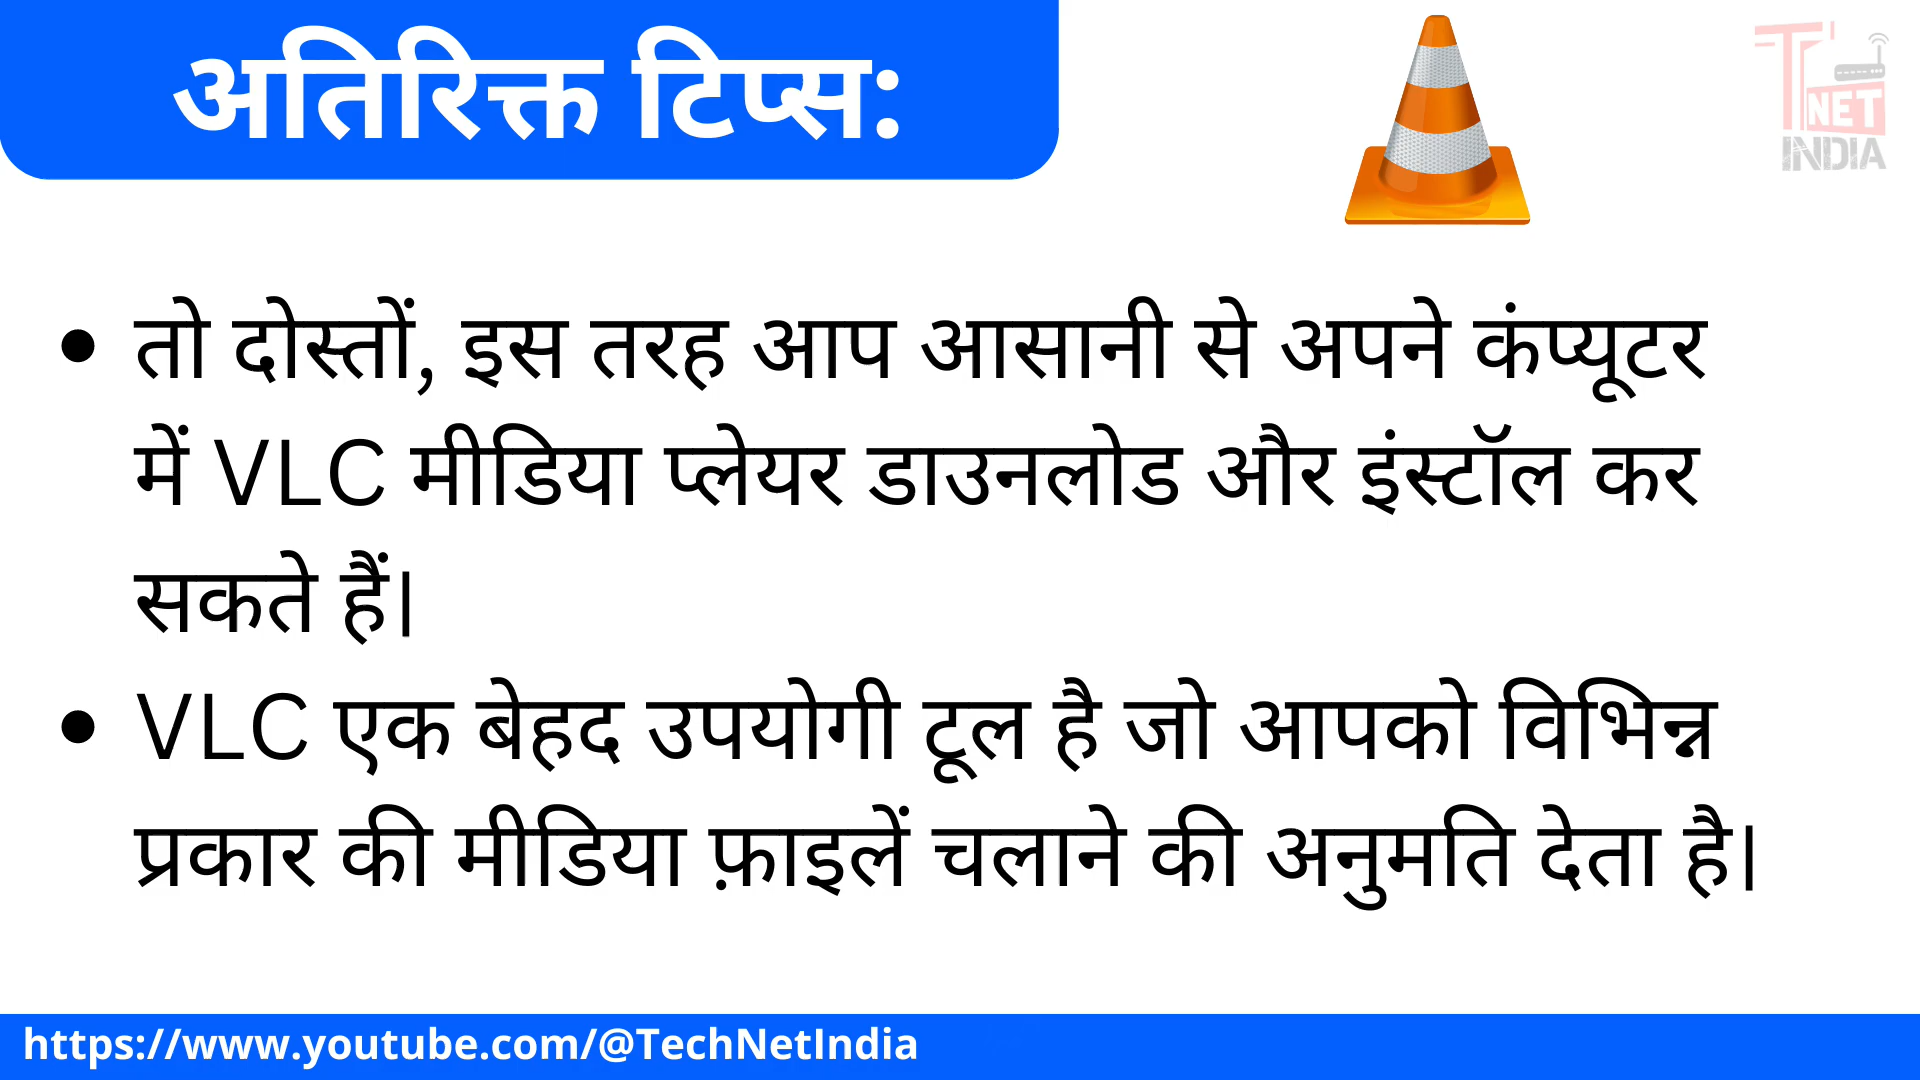 अतिरिक्त टिप्स:
TT NET
INDIA
• तो दोस्तों, इस तरह आप आसानी से अपने कंप्यूटर
में VLC मीडिया प्लेयर डाउनलोड और इंस्टॉल कर
सकते हैं।
• VLC एक बेहद उपयोगी टूल है जो आपको विभिन्न
प्रकार की मीडिया फ़ाइलें चलाने की अनुमति देता है।
https://www.youtube.com/@TechNetIndia